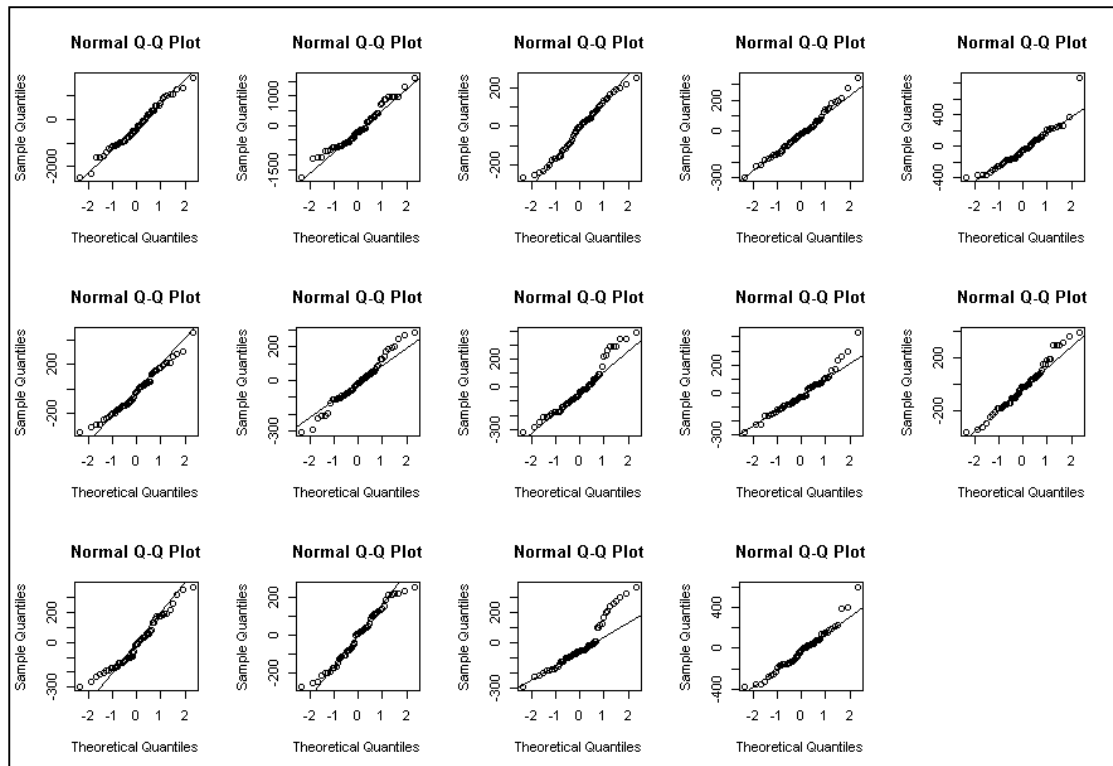 Normal Q-Q Plot
Sample Quantiles
-2000 0
-2 -1 0 1 2
Theoretical Quantiles
Normal Q-Q Plot
Sample Quantiles
-1500 0 1000
-2 -1 0 1 2
Theoretical Quantiles
Normal Q-Q Plot
Sample Quantiles
-200 0 200
-2 -1 0 1 2
Theoretical Quantiles
Normal Q-Q Plot
Sample Quantiles
-300 0 200
-2 -1 0 1 2
Theoretical Quantiles
Normal Q-Q Plot
Sample Quantiles
-400 0 400
-2 -1 0 1 2
Theoretical Quantiles
Normal Q-Q Plot
Sample Quantiles
-200 200
-2 -1 0 1 2
Theoretical Quantiles
Normal Q-Q Plot
Sample Quantiles
-300 0 200
-2 -1 0 1 2
Theoretical Quantiles
Normal Q-Q Plot
Sample Quantiles
-300 0 200
-2 -1 0 1 2
Theoretical Quantiles
Normal Q-Q Plot
Sample Quantiles
-300 0 200
-2 -1 0 1 2
Theoretical Quantiles
Normal Q-Q Plot
Sample Quantiles
-200 200
-2 -1 0 1 2
Theoretical Quantiles
Normal Q-Q Plot
Sample Quantiles
-300 0 200
-2 -1 0 1 2
Theoretical Quantiles
Normal Q-Q Plot
Sample Quantiles
-200 0 200
-2 -1 0 1 2
Theoretical Quantiles
Normal Q-Q Plot
Sample Quantiles
-300 0 200
-2 -1 0 1 2
Theoretical Quantiles
Normal Q-Q Plot
Sample Quantiles
-400 0 400
-2 -1 0 1 2
Theoretical Quantiles